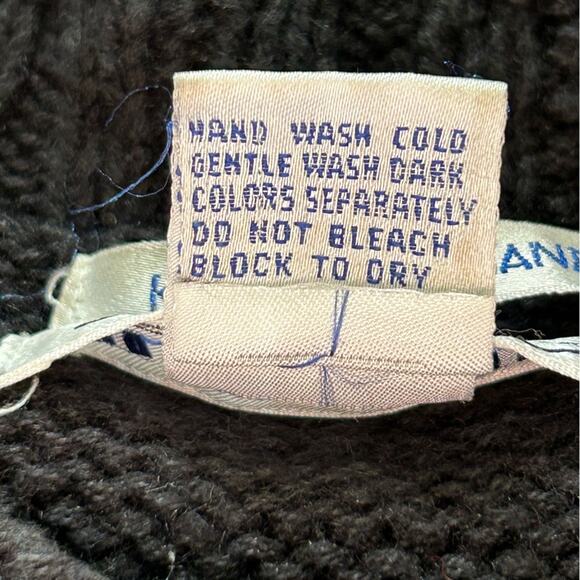 HAND WASH COLD
GENTLE WASH DARK
COLORS SEPARATELY
DO NOT BLEACH
BLOCK TO DRY